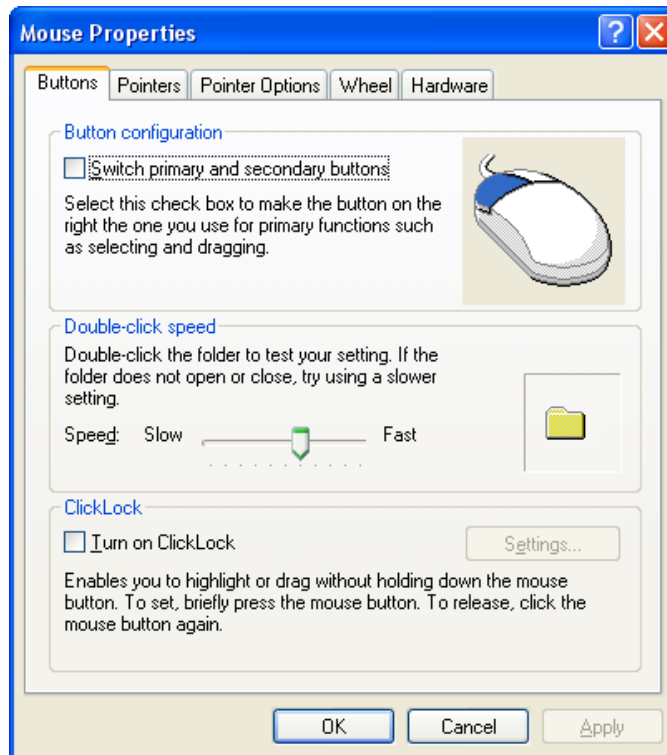 Mouse Properties
?
Buttons Pointers Pointer Options Wheel Hardware
Button configuration
Switch primary and secondary buttons
Select this check box to make the button on the
right the one you use for primary functions such
as selecting and dragging.
Double-click speed
Double-click the folder to test your setting. If the
folder does not open or close, try using a slower
setting.
Speed: Slow Fast
ClickLock
Turn on ClickLock Settings...
Enables you to highlight or drag without holding down the mouse
button. To set, briefly press the mouse button. To release, click the
mouse button again.
OK Cancel Apply